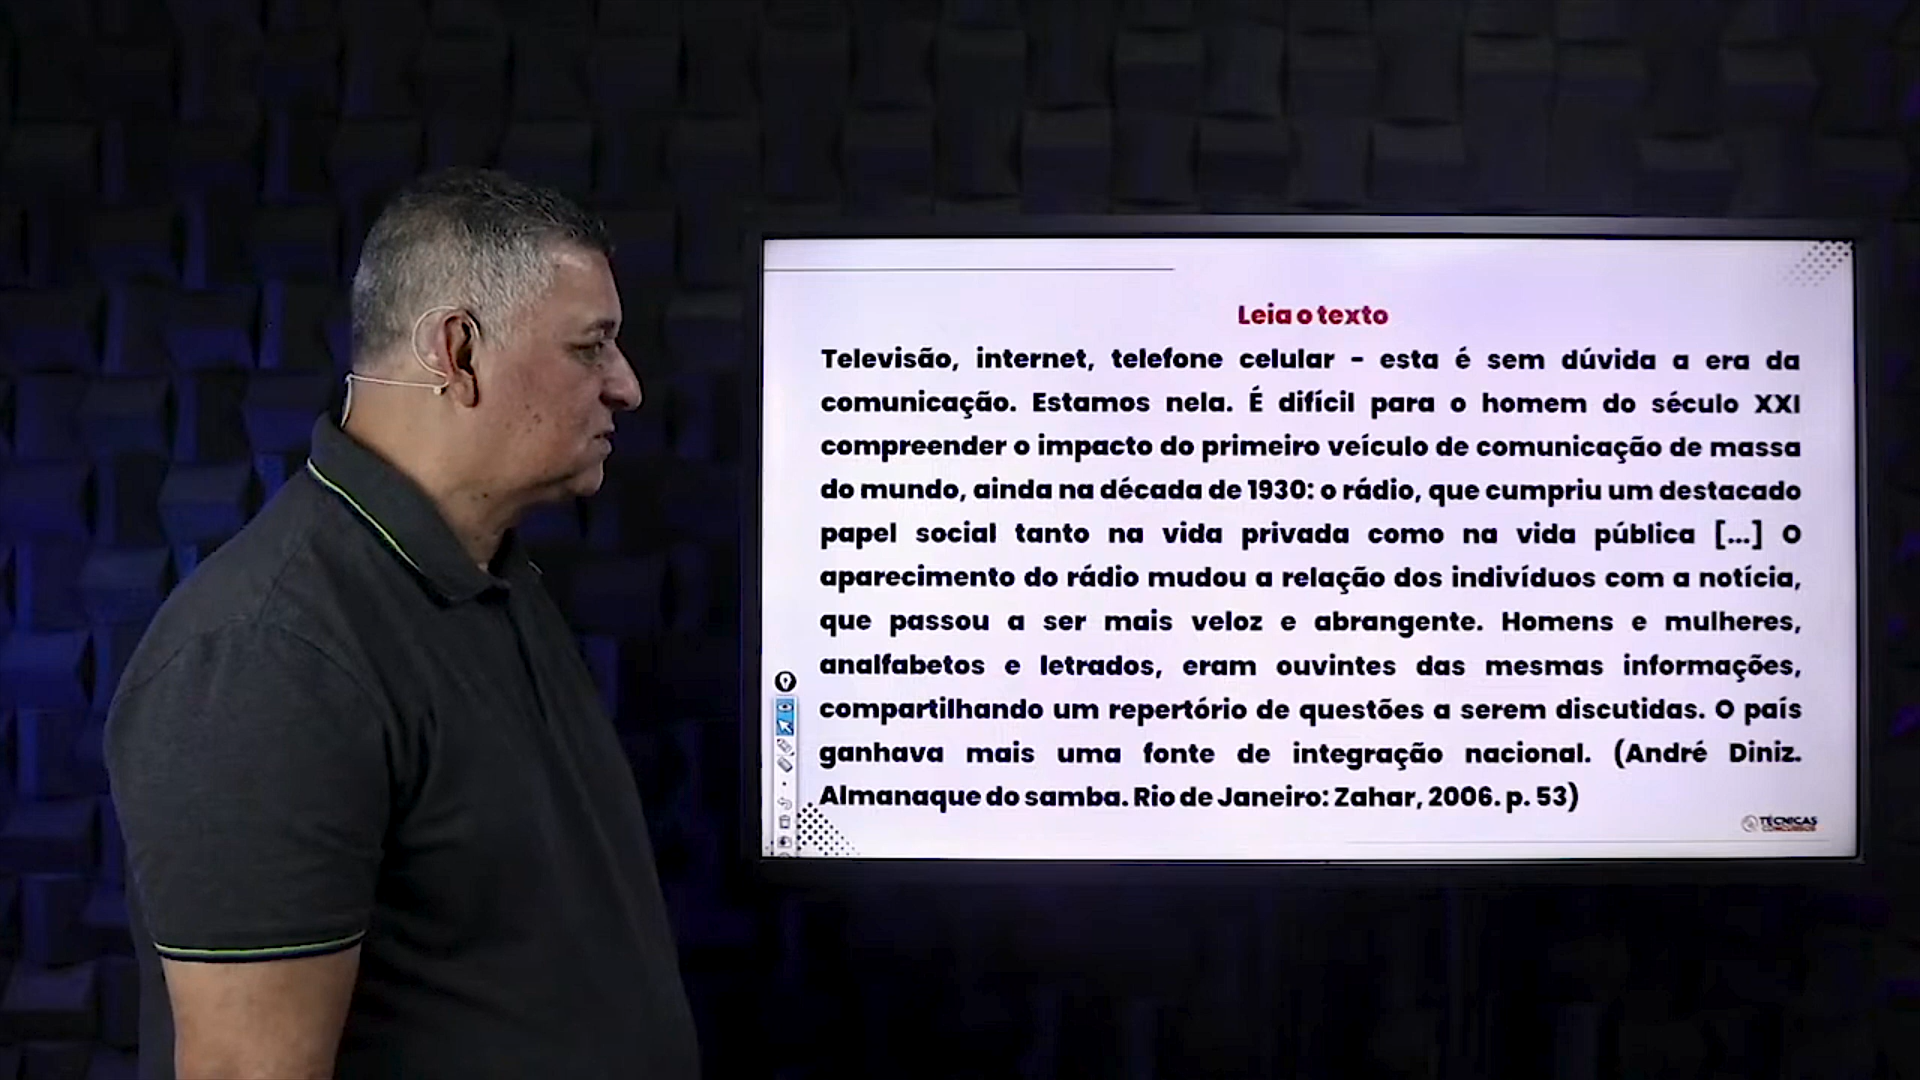 Leia o texto
Televisão, internet, telefone celular - esta é sem dúvida a era da
comunicação. Estamos nela. É difícil para o homem do século XXI
compreender o impacto do primeiro veículo de comunicação de massa
do mundo, ainda na década de 1930: o rádio, que cumpriu um destacado
papel social tanto na vida privada como na vida pública [...] O
aparecimento do rádio mudou a relação dos indivíduos com a notícia,
que passou a ser mais veloz e abrangente. Homens e mulheres,
analfabetos e letrados, eram ouvintes das mesmas informações,
compartilhando um repertório de questões a serem discutidas. O país
ganhava mais uma fonte de integração nacional. (André Diniz.
Almanaque do samba. Rio de Janeiro: Zahar, 2006. p. 53)
TÉCNICAS
CONCURSOS